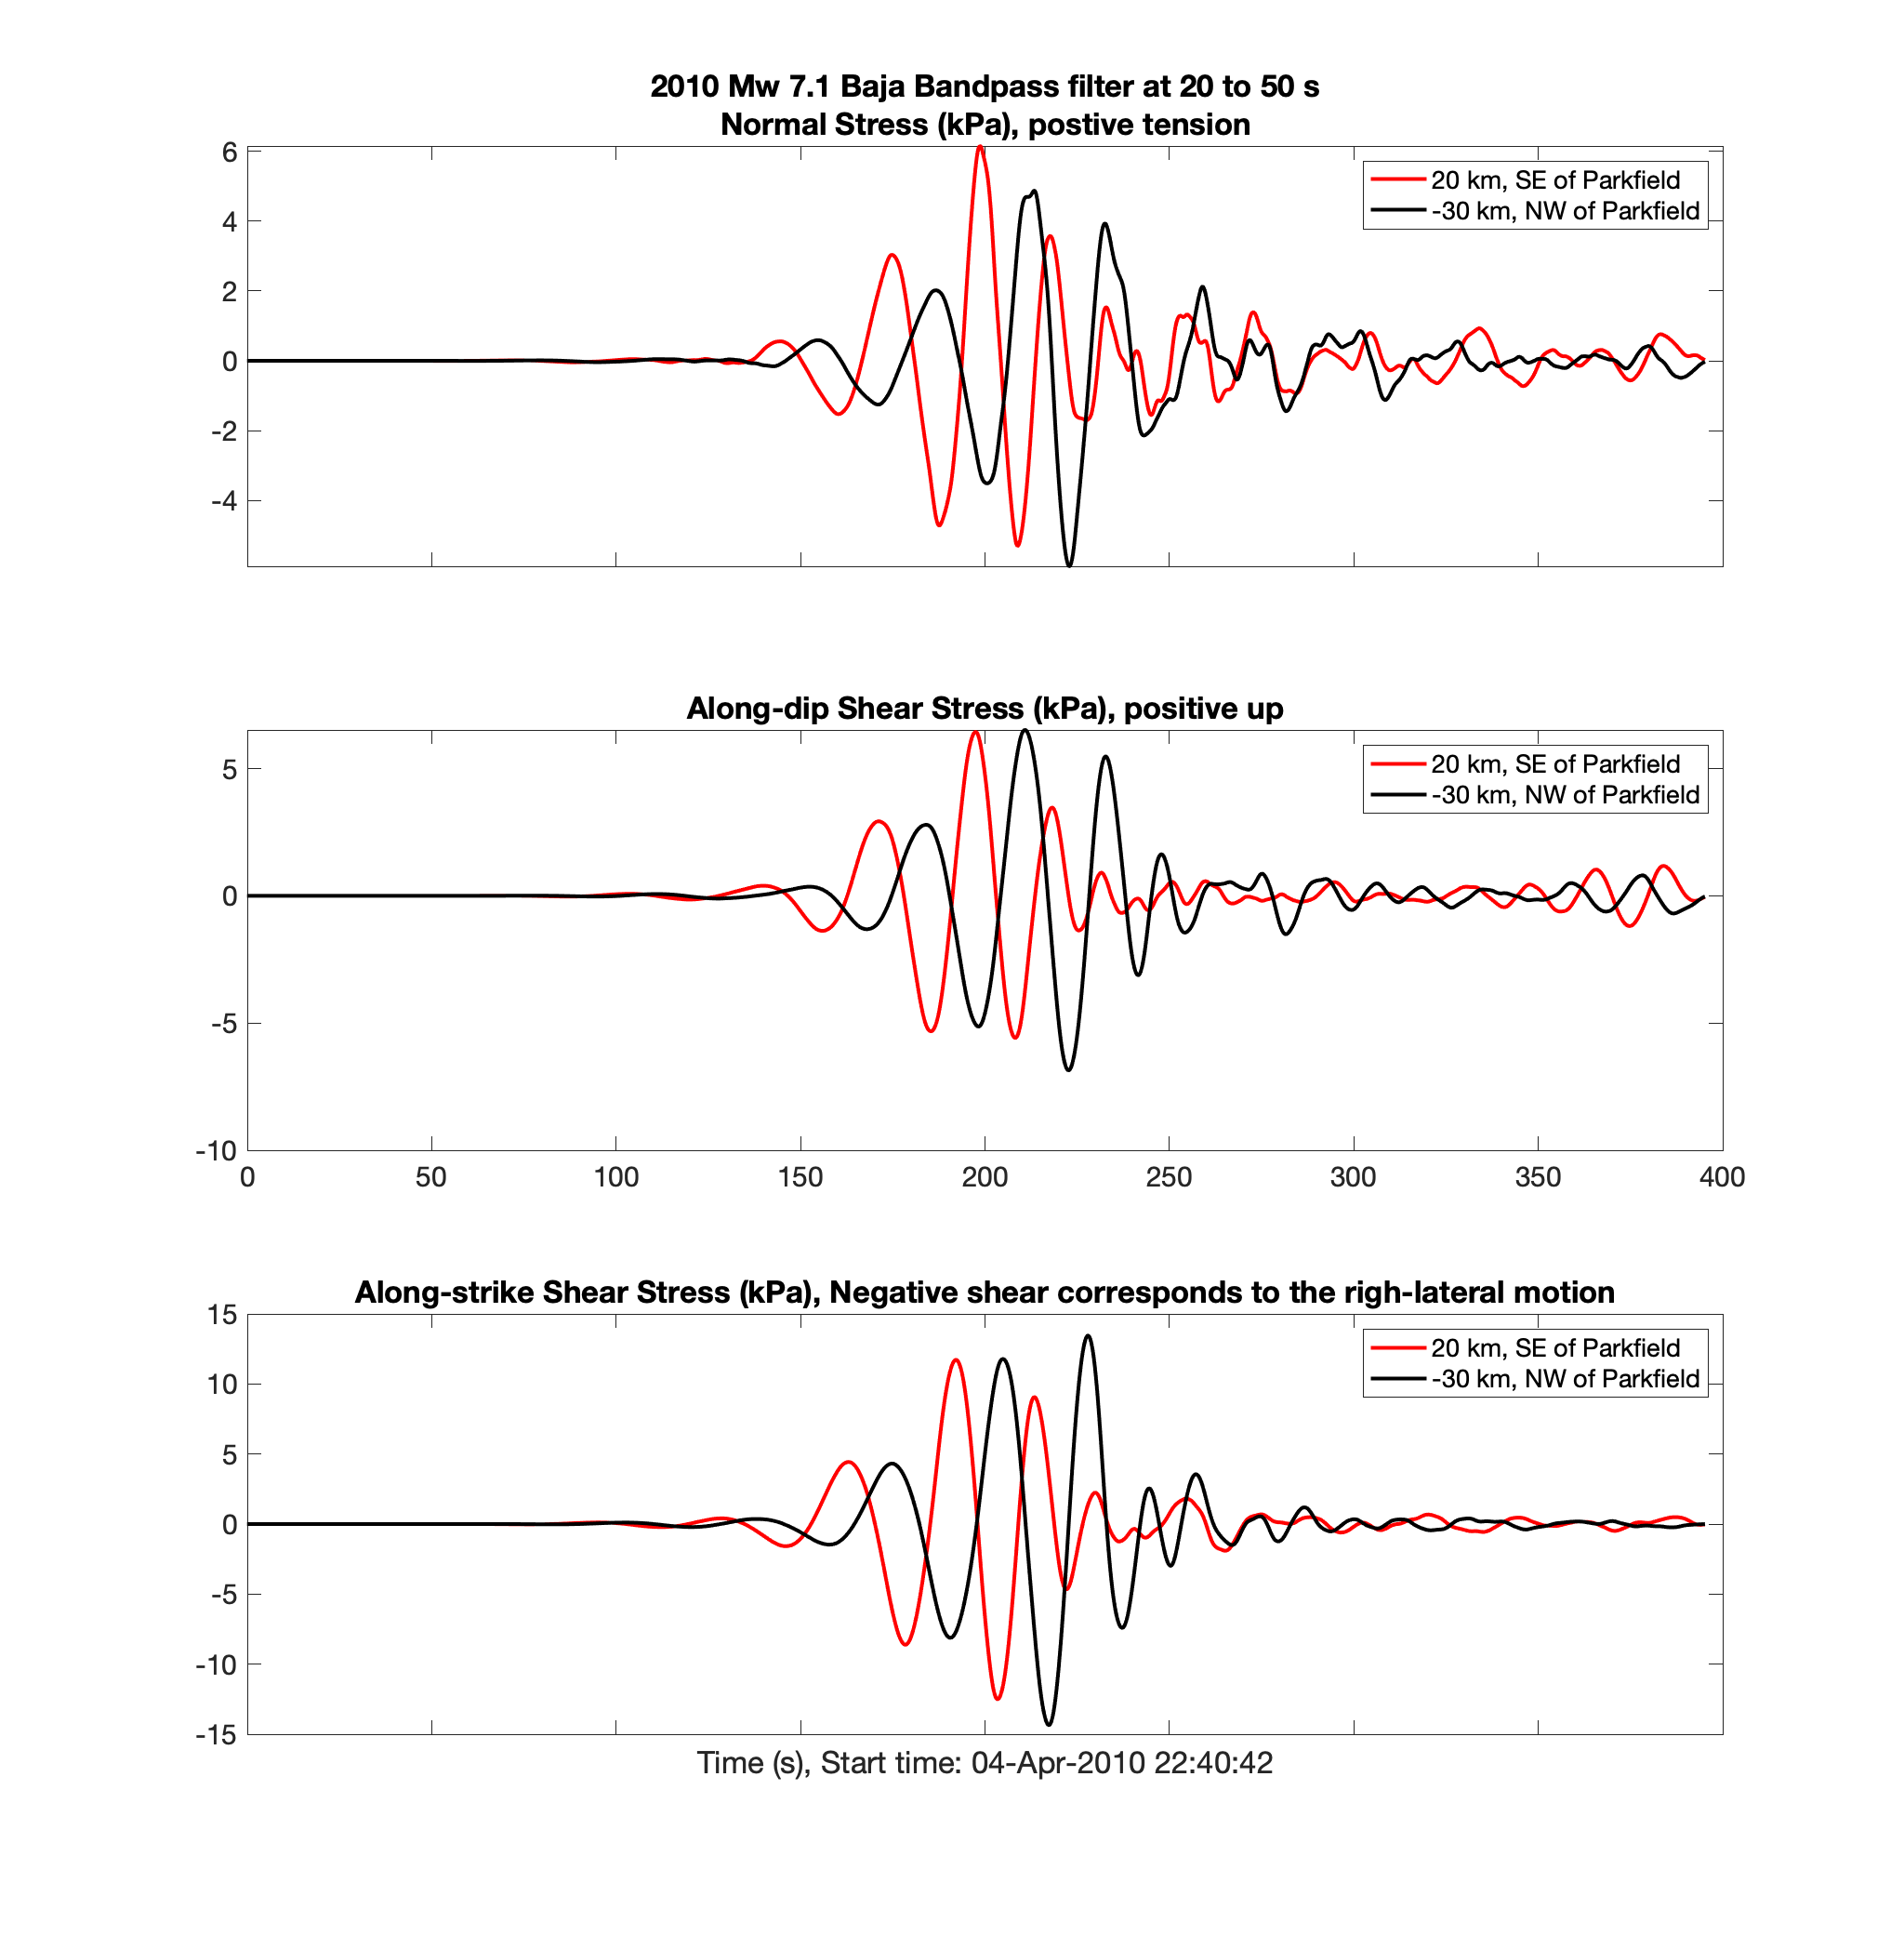 2010 Mw 7.1 Baja Bandpass filter at 20 to 50 s
Normal Stress (kPa), postive tension
6
4
2
0
-2
-4
20 km, SE of Parkfield
-30 km, NW of Parkfield
Along-dip Shear Stress (kPa), positive up
5
0
-5
-10
20 km, SE of Parkfield
-30 km, NW of Parkfield
0 50 100 150 200 250 300 350 400
Along-strike Shear Stress (kPa), Negative shear corresponds to the righ-lateral motion
15
10
5
0
-5
-10
-15
20 km, SE of Parkfield
-30 km, NW of Parkfield
Time (s), Start time: 04-Apr-2010 22:40:42